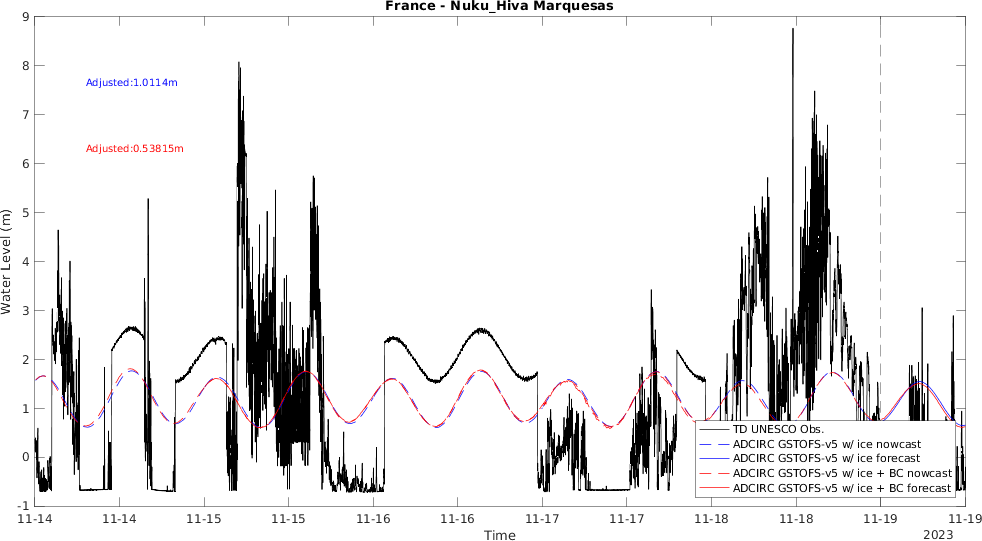 France - Nuku_Hiva Marquesas
9
8
7
6
5
4
3
2
1
0
-1
Water Level (m)
Adjusted:1.0114m
Adjusted:0.53815m
TD UNESCO Obs.
ADCIRC GSTOFS-v5 w/ ice nowcast
ADCIRC GSTOFS-v5 w/ ice forecast
ADCIRC GSTOFS-v5 w/ ice + BC nowcast
ADCIRC GSTOFS-v5 w/ ice + BC forecast
11-14 11-14 11-15 11-15 11-16 11-16 11-17 11-17 11-18 11-18 11-19 11-19
Time
2023